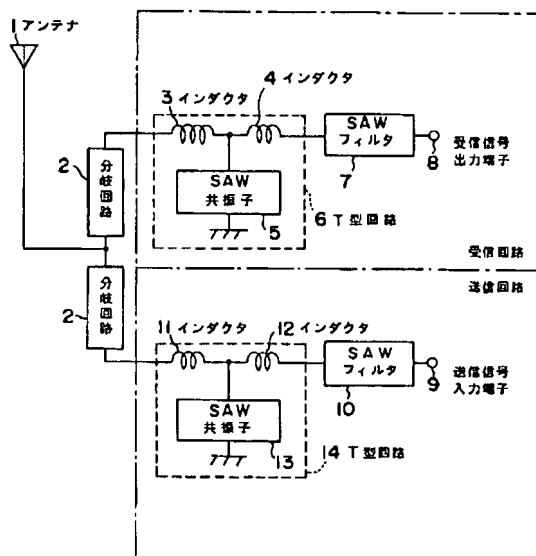 1 アンテナ
2
分岐回路
3 インダクタ
4 インダクタ
SAW
共振子
5
6 T型回路
SAW
フィルタ
7
8
受信信号
出力端子
受信回路
送信回路
2
分岐回路
11 インダクタ
12 インダクタ
SAW
共振子
13
14 T型回路
SAW
フィルタ
10
9
送信信号
入力端子